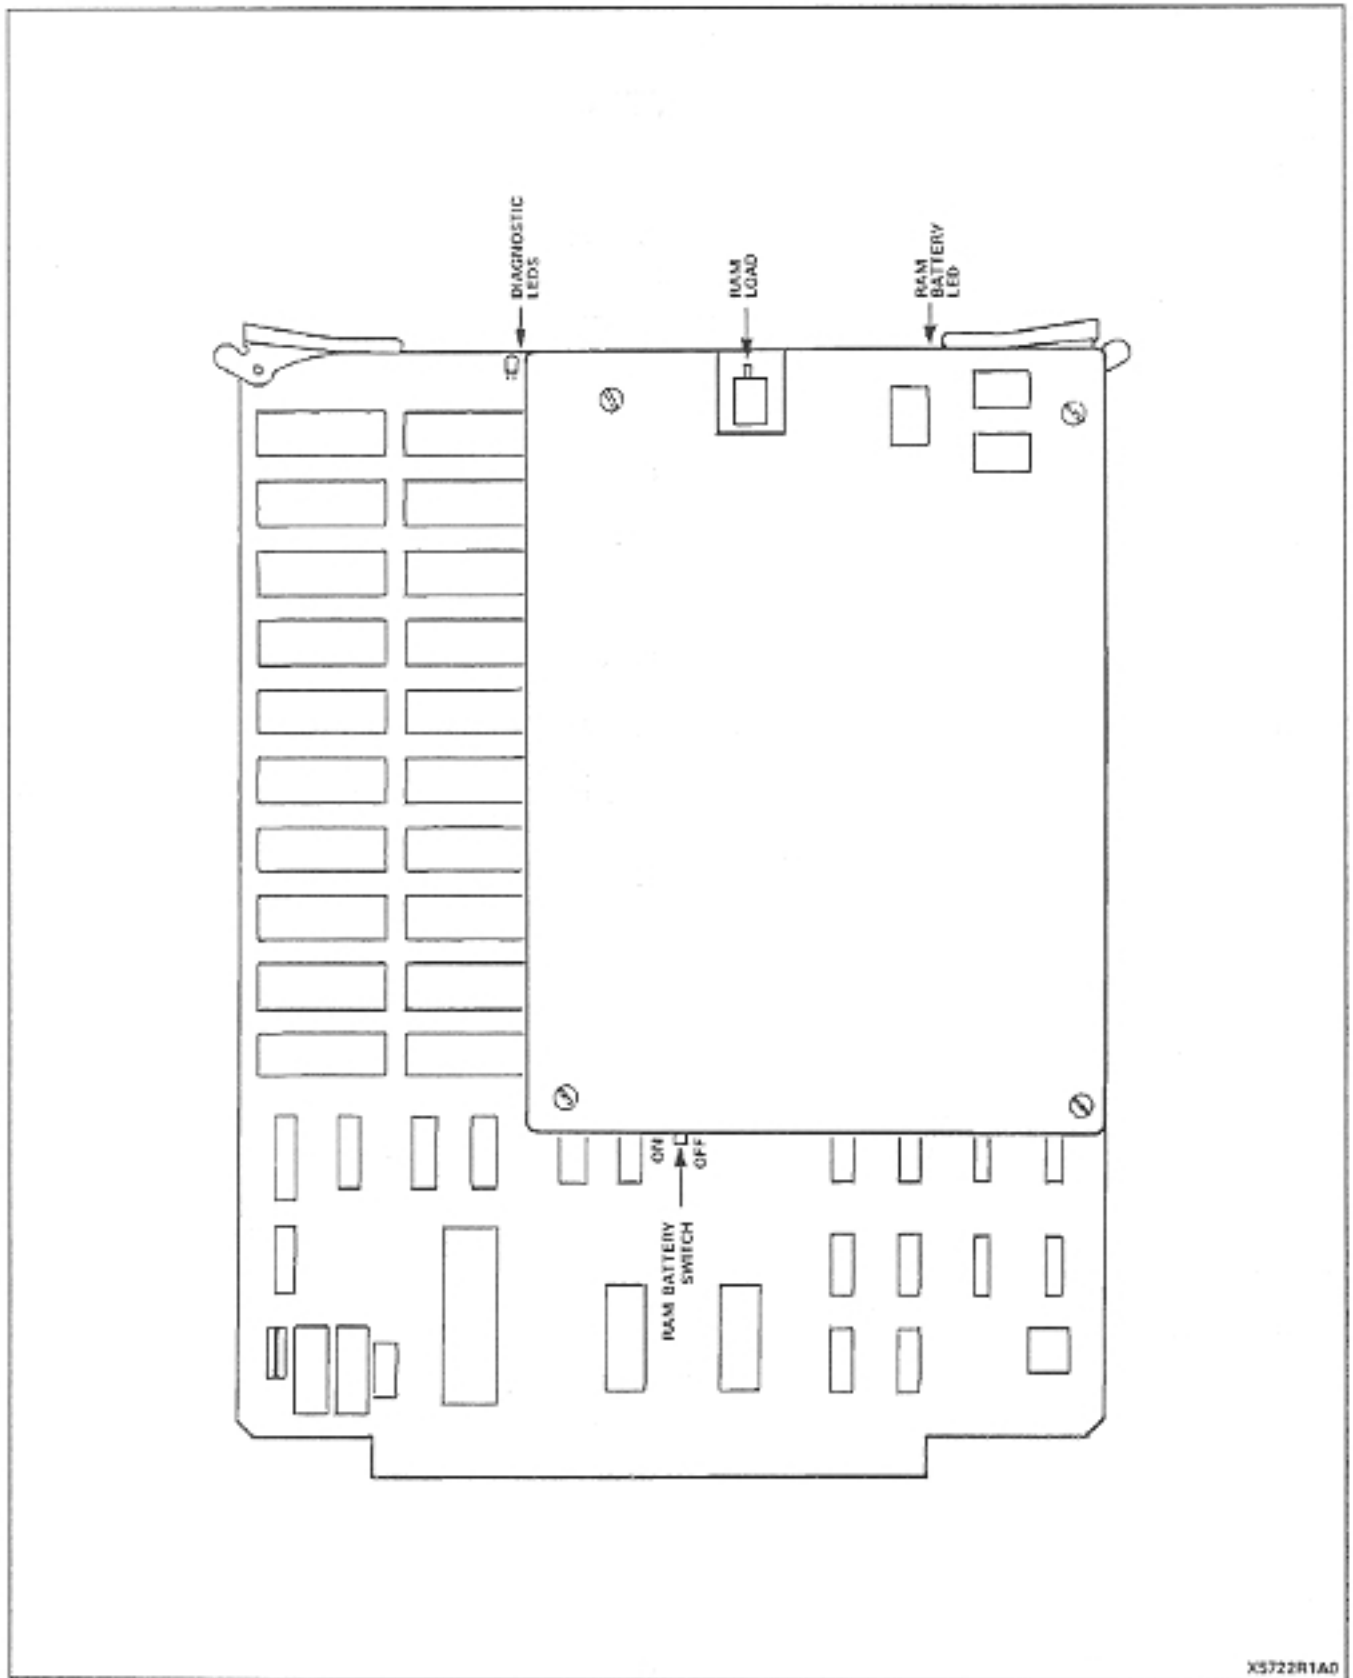 DIAGNOSTIC
LEDS
RAM
LOAD
RAM
BATTERY
LED
ON
OFF
RAM BATTERY
SWITCH
X5722R1A0